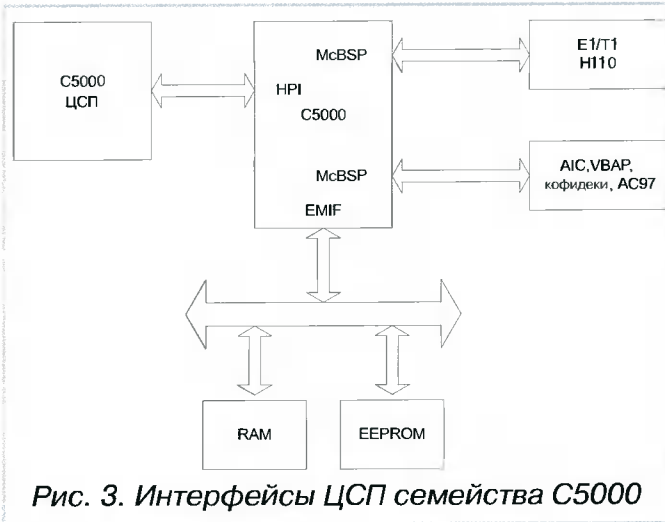 C5000
ЦСП
McBSP
HPI
C5000
McBSP
EMIF
E1/T1
H110
AIC,VBAP,
кофидеки, AC97
RAM
EEPROM
Рис. 3. Интерфейсы ЦСП семейства C5000